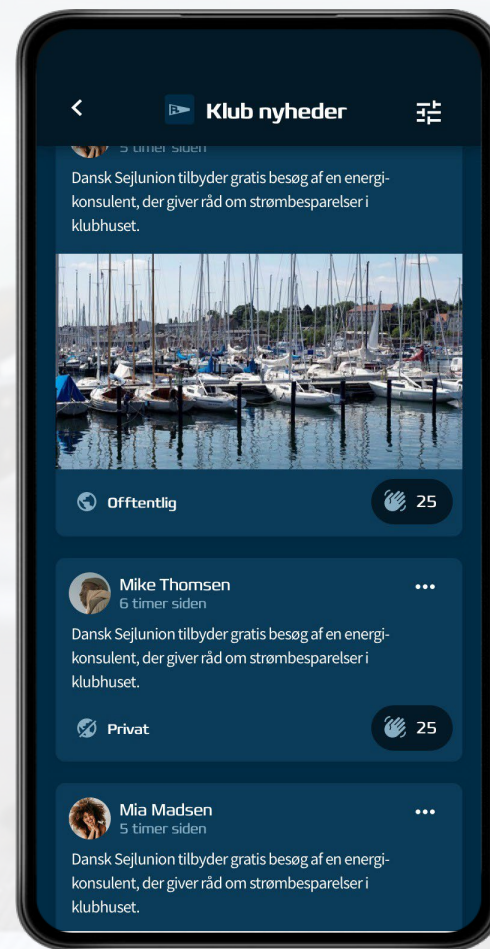 Klub nyheder
5 timer siden
Dansk Sejlunion tilbyder gratis besøg af en energi-
konsulent, der giver råd om strømbesparelser i
klubhuset.
Offtentlig
25
Mike Thomsen
6 timer siden
Dansk Sejlunion tilbyder gratis besøg af en energi-
konsulent, der giver råd om strømbesparelser i
klubhuset.
Privat
25
Mia Madsen
5 timer siden
Dansk Sejlunion tilbyder gratis besøg af en energi-
konsulent, der giver råd om strømbesparelser i
klubhuset.